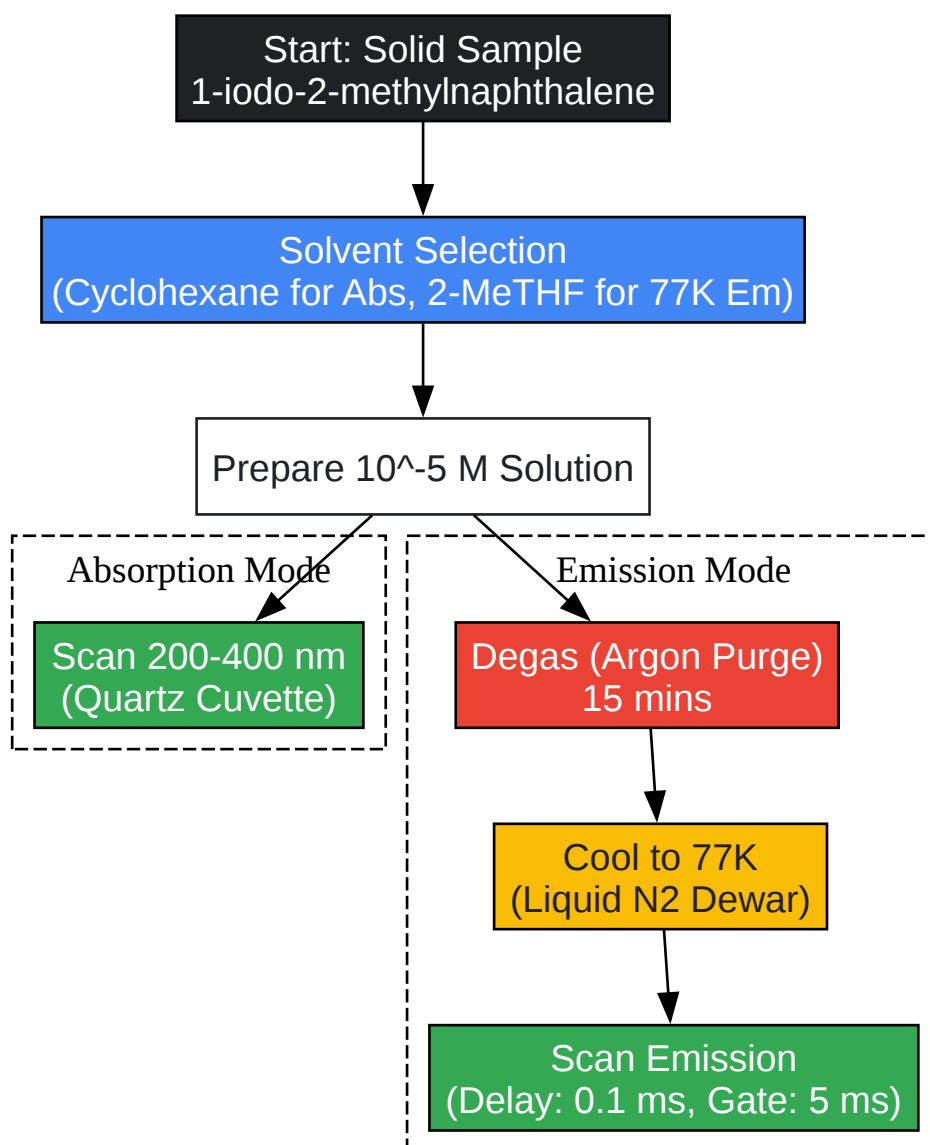 Start: Solid Sample
1-iodo-2-methylnaphthalene
Solvent Selection
(Cyclohexane for Abs, 2-MeTHF for 77K Em)
Prepare 10^-5 M Solution
Absorption Mode
Scan 200-400 nm
(Quartz Cuvette)
Emission Mode
Degas (Argon Purge)
15 mins
Cool to 77K
(Liquid N2 Dewar)
Scan Emission
(Delay: 0.1 ms, Gate: 5 ms)